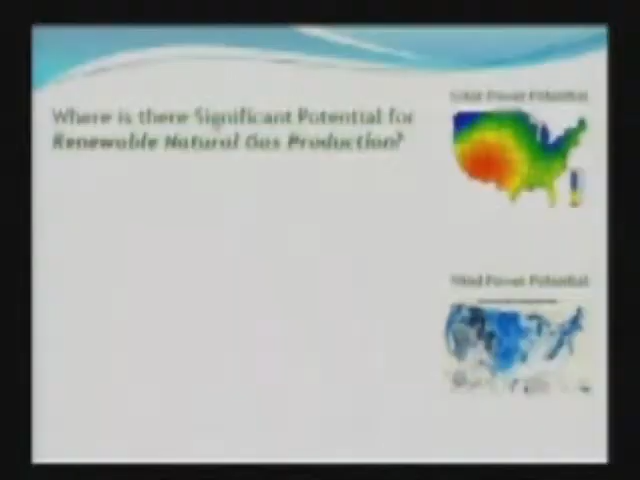 Where is there Significant Potential for
Renewable Natural Gas Production?
Solar Power Potential
Wind Power Potential